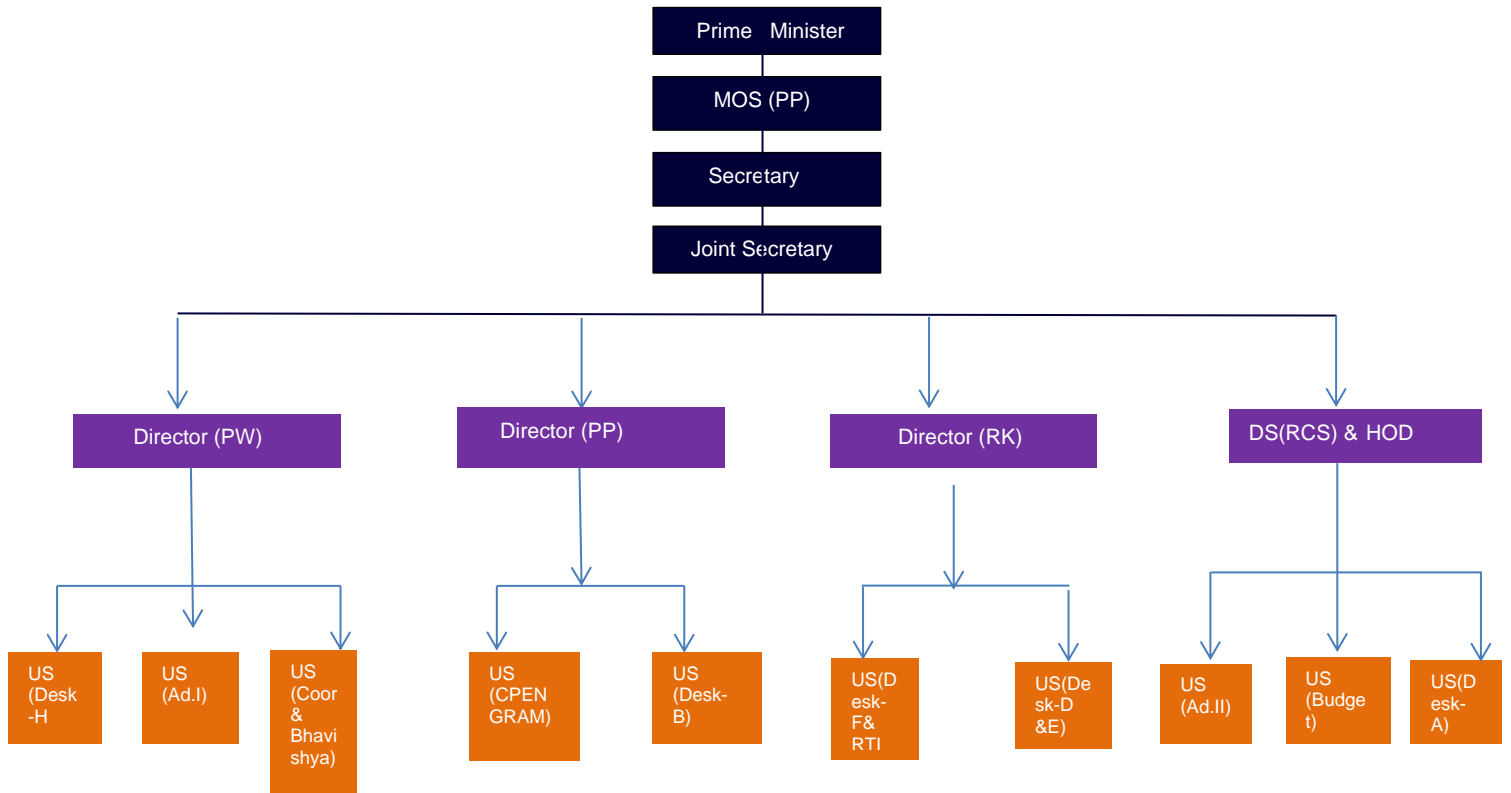 Prime Minister
MOS (PP)
Secretary
Joint Secretary
Director (PW)
Director (PP)
Director (RK)
DS(RCS) & HOD
US
(Desk
-H
US
(Ad.I)
US
(Coor
&
Bhavi
shya)
US
(CPEN
GRAM)
US
(Desk-
B)
US(D
esk-
F&
RTI
US(De
sk-D
&E)
US
(Ad.II)
US
(Budge
t)
US(D
esk-
A)